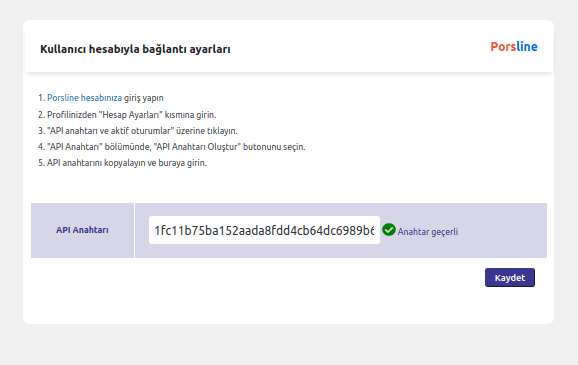 Kullanıcı hesabıyla bağlantı ayarları
Porsline
1. Porsline hesabınıza giriş yapın
2. Profilinizden "Hesap Ayarları" kısmına girin.
3. "API anahtarı ve aktif oturumlar" üzerine tıklayın.
4. "API Anahtarı" bölümünde, "API Anahtarı Oluştur" butonunu seçin.
5. API anahtarını kopyalayın ve buraya girin.
API Anahtarı
1fc11b75ba152aada8fdd4cb64dc6989b6
Anahtar geçerli
Kaydet